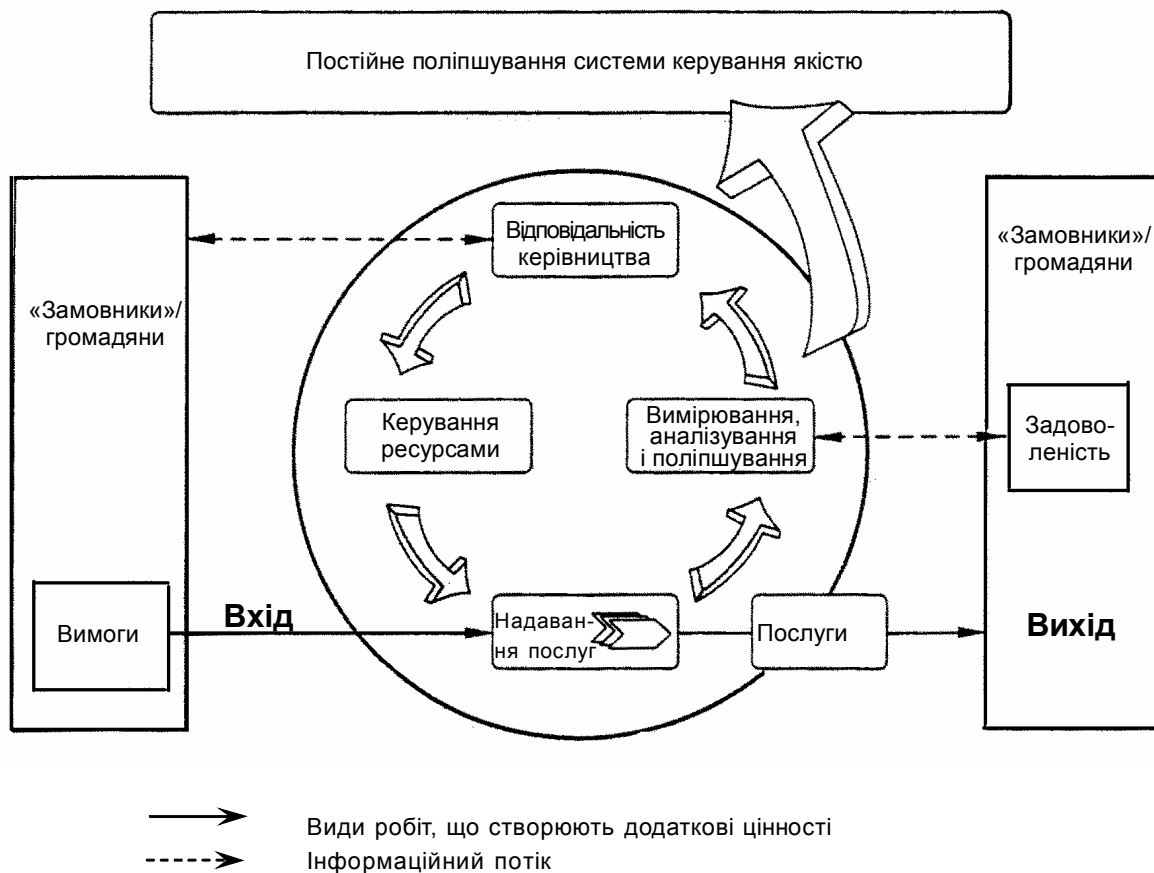 Постійне поліпшування системи керування якістю
«Замовники»/
громадяни
Вимоги
Вхід
Відповідальність
керівництва
Керування
ресурсами
Вимірювання,
аналізування
і поліпшування
Надаван-
ня послуг
Послуги
«Замовники»/
громадяни
Задово-
леність
Вихід
Види робіт, що створюють додаткові цінності
Інформаційний потік